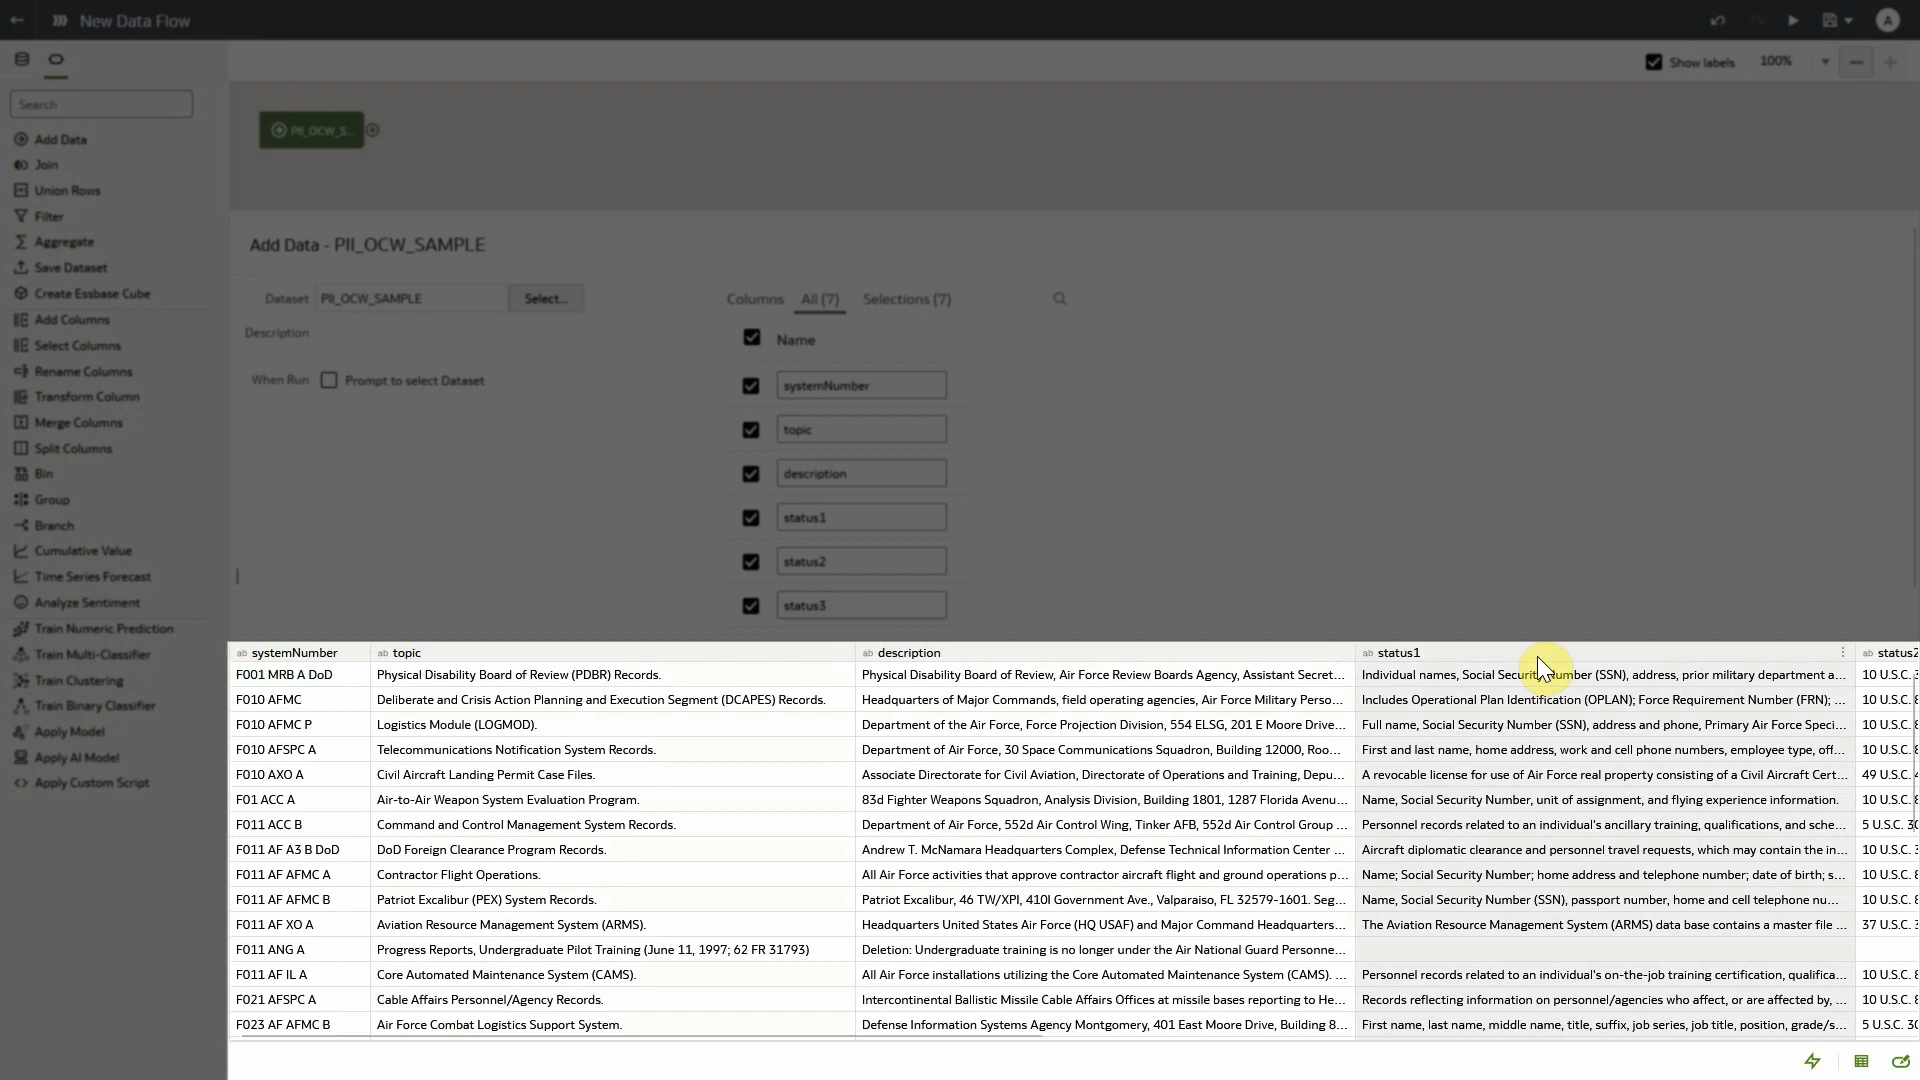 New Data Flow
A
Show labels
100%
Search
PII_OCW_S...
Add Data
Join
Union Rows
Filter
Aggregate
Save Dataset
Create Essbase Cube
Add Columns
Select Columns
Rename Columns
Transform Column
Merge Columns
Split Columns
Bin
Group
Branch
Cumulative Value
Time Series Forecast
Analyze Sentiment
Train Numeric Prediction
Train Multi-Classifier
Train Clustering
Train Binary Classifier
Apply Model
Apply AI Model
Apply Custom Script
Add Data - PII_OCW_SAMPLE
Dataset PII_OCW_SAMPLE Select...
Description
When Run Prompt to select Dataset
Columns All (7) Selections (7)
Name
systemNumber
topic
description
status1
status2
status3
ab systemNumber ab topic ab description ab status1 ab status2
F001 MRB A DoD Physical Disability Board of Review (PDBR) Records. Physical Disability Board of Review, Air Force Review Boards Agency, Assistant Secret... Individual names, Social Security Number (SSN), address, prior military department a... 10 U.S.C.
F010 AFMC Deliberate and Crisis Action Planning and Execution Segment (DCAPES) Records. Headquarters of Major Commands, field operating agencies, Air Force Military Perso... Includes Operational Plan Identification (OPLAN); Force Requirement Number (FRN); ... 10 U.S.C.
F010 AFMC P Logistics Module (LOGMOD). Department of the Air Force, Force Projection Division, 554 ELSG, 201 E Moore Drive... Full name, Social Security Number (SSN), address and phone, Primary Air Force Speci... 10 U.S.C.
F010 AFSPC A Telecommunications Notification System Records. Department of Air Force, 30 Space Communications Squadron, Building 12000, Roo... First and last name, home address, work and cell phone numbers, employee type, off... 10 U.S.C.
F010 AXO A Civil Aircraft Landing Permit Case Files. Associate Directorate for Civil Aviation, Directorate of Operations and Training, Depu... A revocable license for use of Air Force real property consisting of a Civil Aircraft Cert... 49 U.S.C.
F01 ACC A Air-to-Air Weapon System Evaluation Program. 83d Fighter Weapons Squadron, Analysis Division, Building 1801, 1287 Florida Avenu... Name, Social Security Number, unit of assignment, and flying experience information. 10 U.S.C.
F011 ACC B Command and Control Management System Records. Department of Air Force, 552d Air Control Wing, Tinker AFB, 552d Air Control Group ... Personnel records related to an individual's ancillary training, qualifications, and sche... 5 U.S.C.
F011 AF A3 B DoD DoD Foreign Clearance Program Records. Andrew T. McNamara Headquarters Complex, Defense Technical Information Center ... Aircraft diplomatic clearance and personnel travel requests, which may contain the in... 10 U.S.C.
F011 AF AFMC A Contractor Flight Operations. All Air Force activities that approve contractor aircraft flight and ground operations p... Name; Social Security Number; home address and telephone number; date of birth; s... 10 U.S.C.
F011 AF AFMC B Patriot Excalibur (PEX) System Records. Patriot Excalibur, 46 TW/XPI, 410I Government Ave., Valparaiso, FL 32579-1601. Seg... Name, Social Security Number (SSN), passport number, home and cell telephone nu... 10 U.S.C.
F011 AF XO A Aviation Resource Management System (ARMS). Headquarters United States Air Force (HQ USAF) and Major Command Headquarters... The Aviation Resource Management System (ARMS) data base contains a master file ... 37 U.S.C.
F011 ANG A Progress Reports, Undergraduate Pilot Training (June 11, 1997; 62 FR 31793) Deletion: Undergraduate training is no longer under the Air National Guard Personne...
F011 AF IL A Core Automated Maintenance System (CAMS). All Air Force installations utilizing the Core Automated Maintenance System (CAMS). ... Personnel records related to an individual's on-the-job training certification, qualifica... 10 U.S.C.
F021 AFSPC A Cable Affairs Personnel/Agency Records. Intercontinental Ballistic Missile Cable Affairs Offices at missile bases reporting to He... Records reflecting information on personnel/agencies who affect, or are affected by, ... 10 U.S.C.
F023 AF AFMC B Air Force Combat Logistics Support System. Defense Information Systems Agency Montgomery, 401 East Moore Drive, Building 8... First name, last name, middle name, title, suffix, job series, job title, position, grade/s... 5 U.S.C.